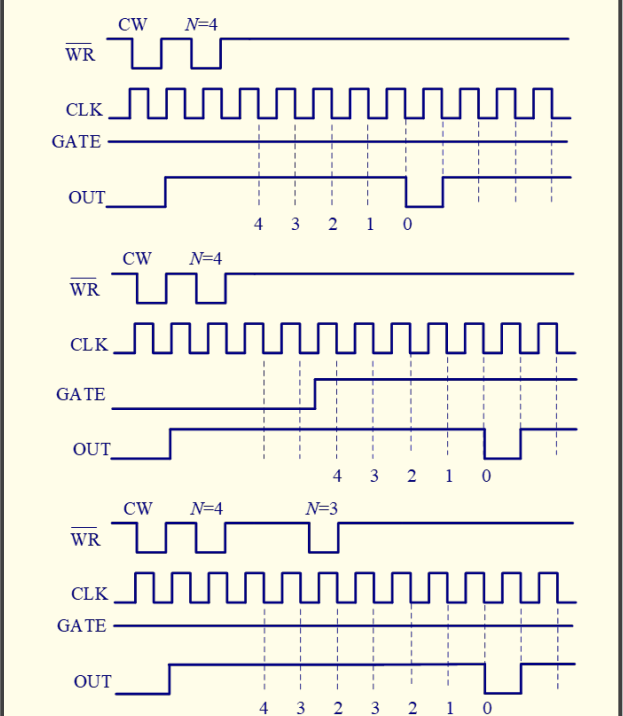 CW N=4
WR
CLK
GATE
OUT
4 3 2 1 0
CW N=4
WR
CLK
GATE
OUT
4 3 2 1 0
CW N=4 N=3
WR
CLK
GATE
OUT
4 3 2 3 2 1 0